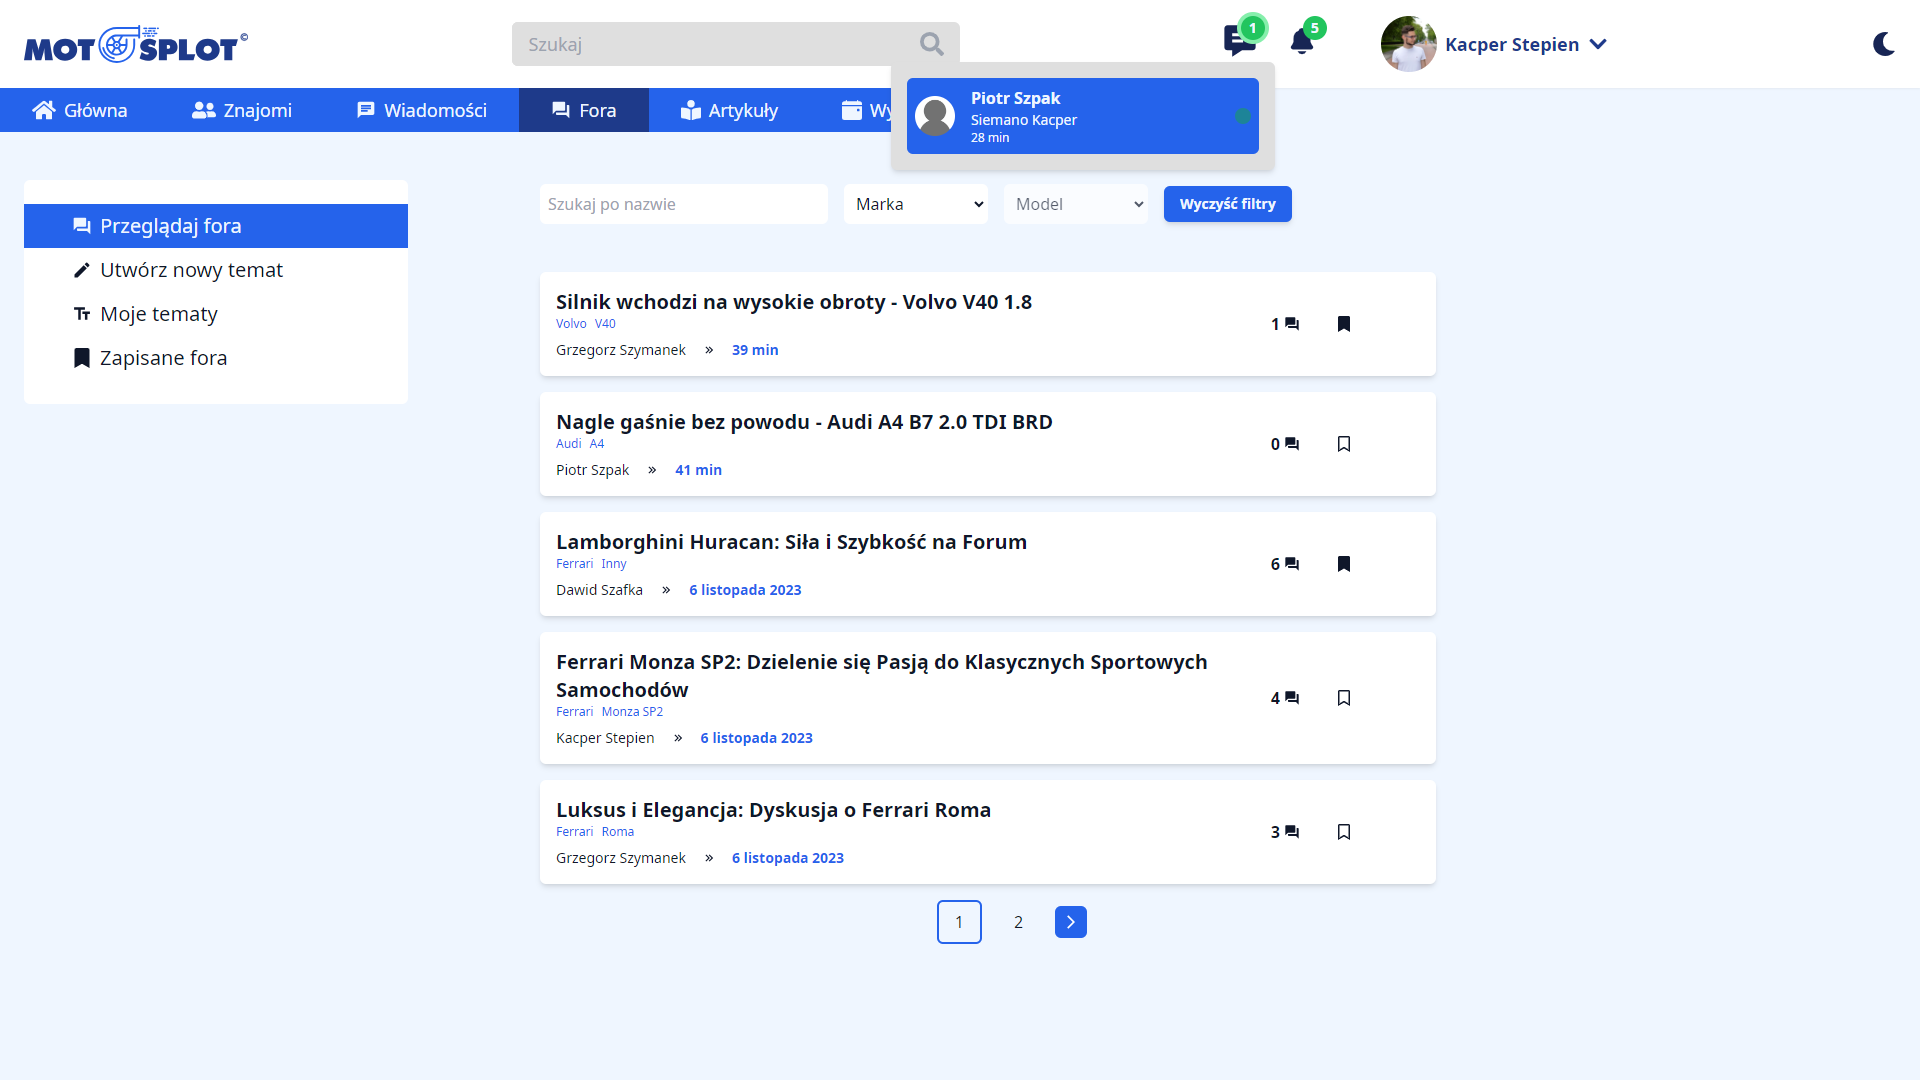 MOTOSPLOT©
Szukaj
1
5
Kacper Stepien
Główna
Znajomi
Wiadomości
Fora
Artykuły
Wy
Piotr Szpak
Siemano Kacper
28 min
Przeglądaj fora
Utwórz nowy temat
Moje tematy
Zapisane fora
Szukaj po nazwie
Marka
Model
Wyczyść filtry
Silnik wchodzi na wysokie obroty - Volvo V40 1.8
Volvo V40
Grzegorz Szymanek » 39 min
1
Nagle gaśnie bez powodu - Audi A4 B7 2.0 TDI BRD
Audi A4
Piotr Szpak » 41 min
0
Lamborghini Huracan: Siła i Szybkość na Forum
Ferrari Inny
Dawid Szafka » 6 listopada 2023
6
Ferrari Monza SP2: Dzielenie się Pasją do Klasycznych Sportowych
Samochodów
Ferrari Monza SP2
Kacper Stepien » 6 listopada 2023
4
Luksus i Elegancja: Dyskusja o Ferrari Roma
Ferrari Roma
Grzegorz Szymanek » 6 listopada 2023
3
1
2